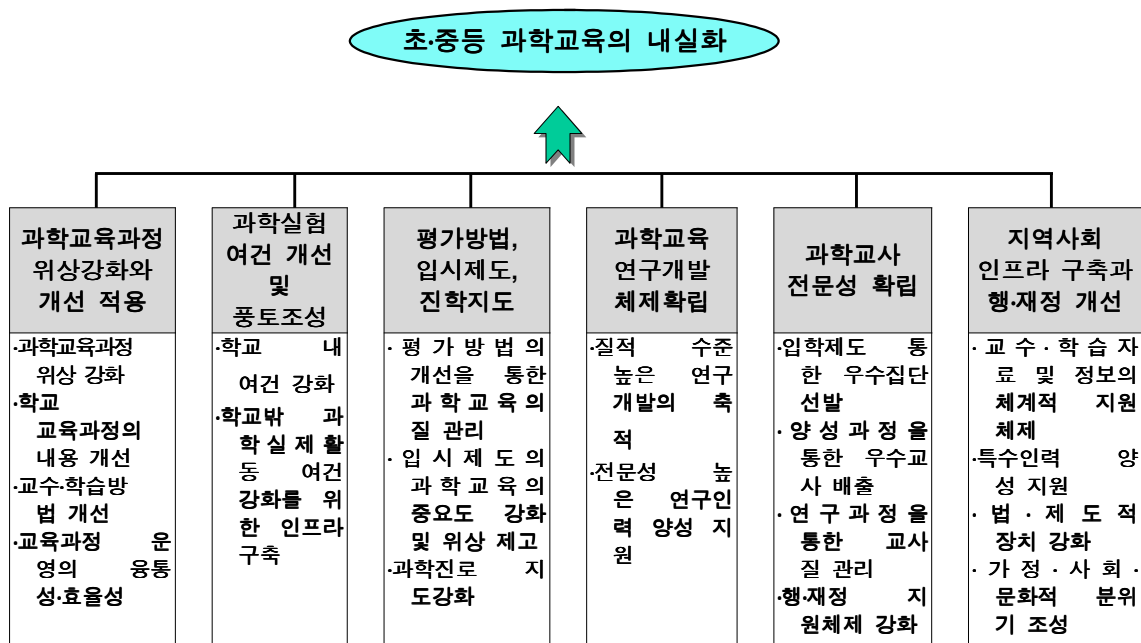 초·중등 과학교육의 내실화
과학교육과정
위상강화와
개선 적용
·과학교육과정
위상 강화
·학교
교육과정의
내용 개선
·교수·학습방
법 개선
·교육과정 운
영의 융통
성·효율성
과학실험
여건 개선
및
풍토조성
·학교 내
여건 강화
·학교밖 과
학실제활
동 여건
강화를 위
한 인프라
구축
평가방법,
입시제도,
진학지도
·평가방법의
개선을 통한
과학교육의
질 관리
·입시제도의
과학교육의
중요도 강화
및 위상 제고
·과학진로 지
도강화
과학교육
연구개발
체제확립
·질적 수준
높은 연구
개발의 축
적
·전문성 높
은 연구인
력 양성 지
원
과학교사
전문성 확립
·입학제도 통
한 우수집단
선발
·양성과정을
통한 우수교
사 배출
·연구과정을
통한 교사
질 관리
·행·재정 지
원체제 강화
지역사회
인프라 구축과
행·재정 개선
·교수·학습자
료 및 정보의
체계적 지원
체제
·특수인력 양
성 지원
·법·제도적
장치 강화
·가정·사회·
문화적 분위
기 조성